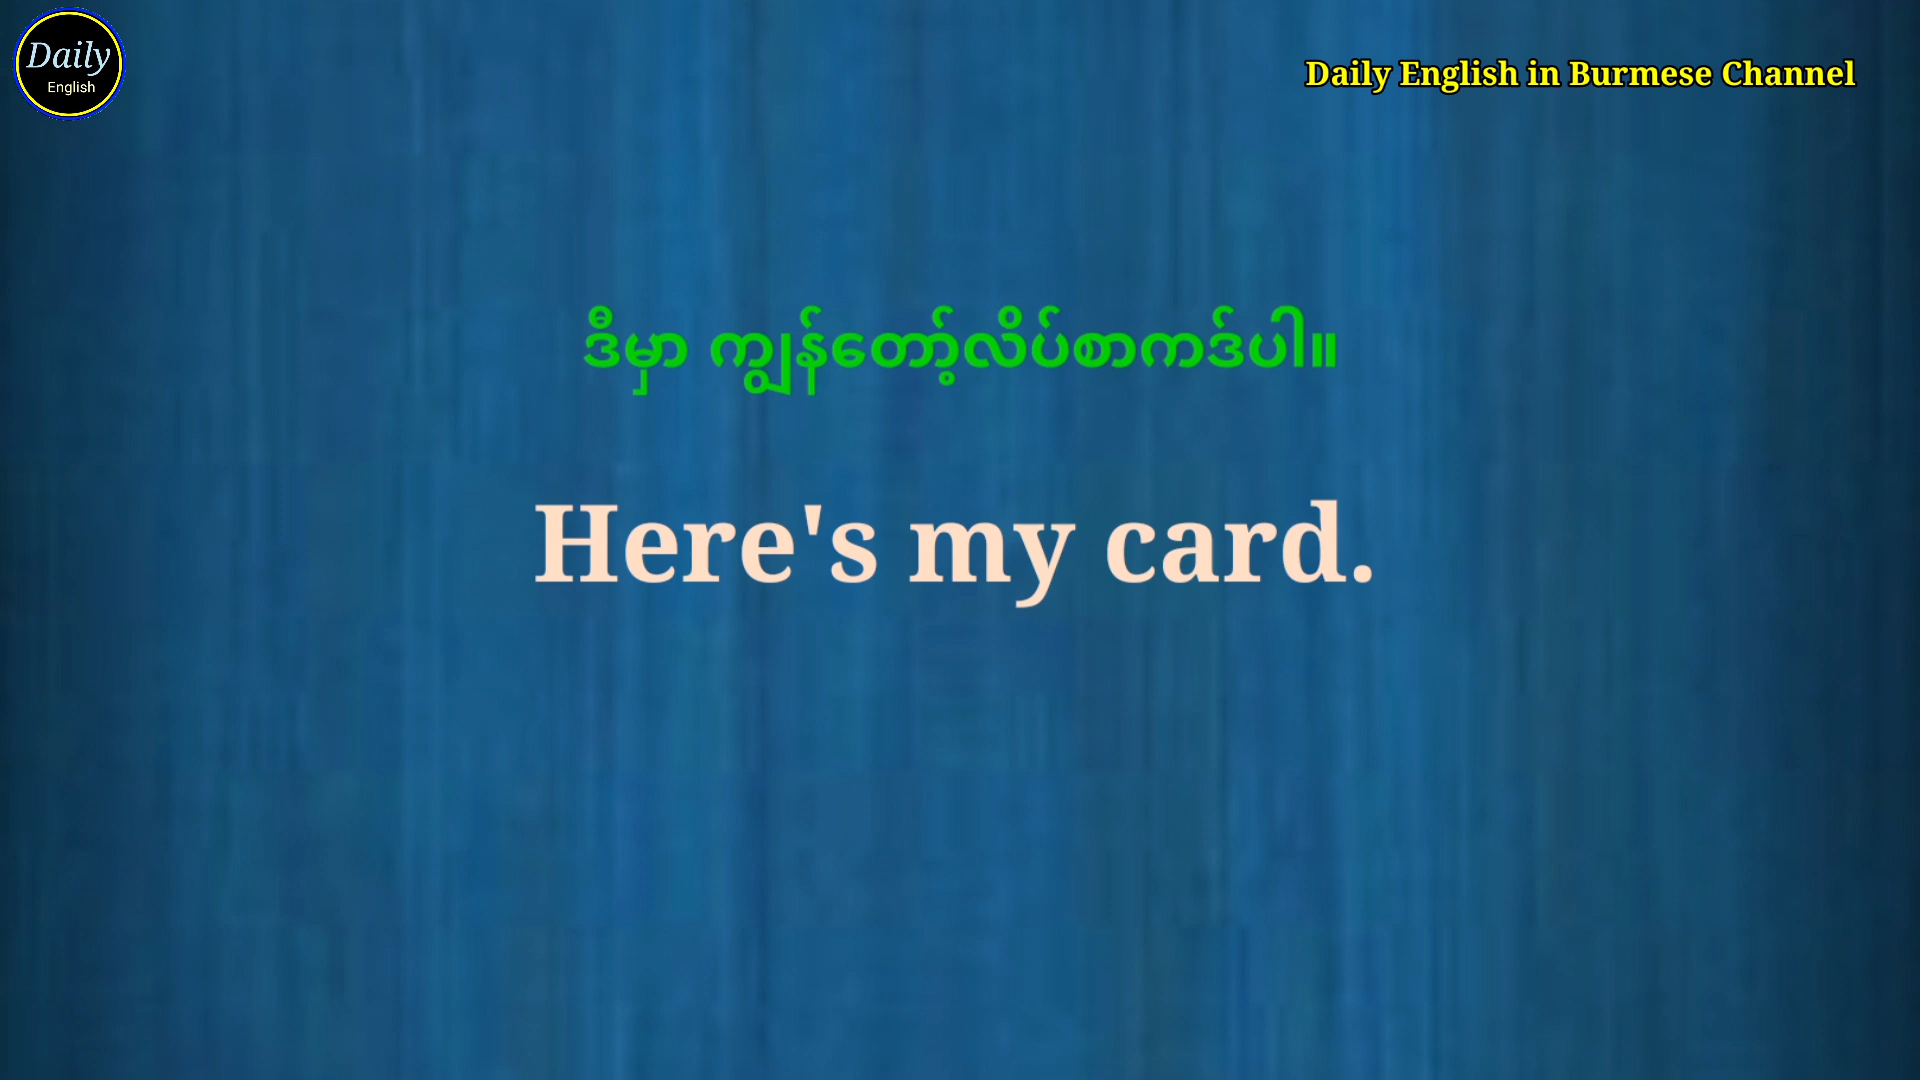 Daily
English
Daily English in Burmese Channel
ဒီမှာ ကျွန်တော့်လိပ်စာကဒ်ပါ။
Here's my card.